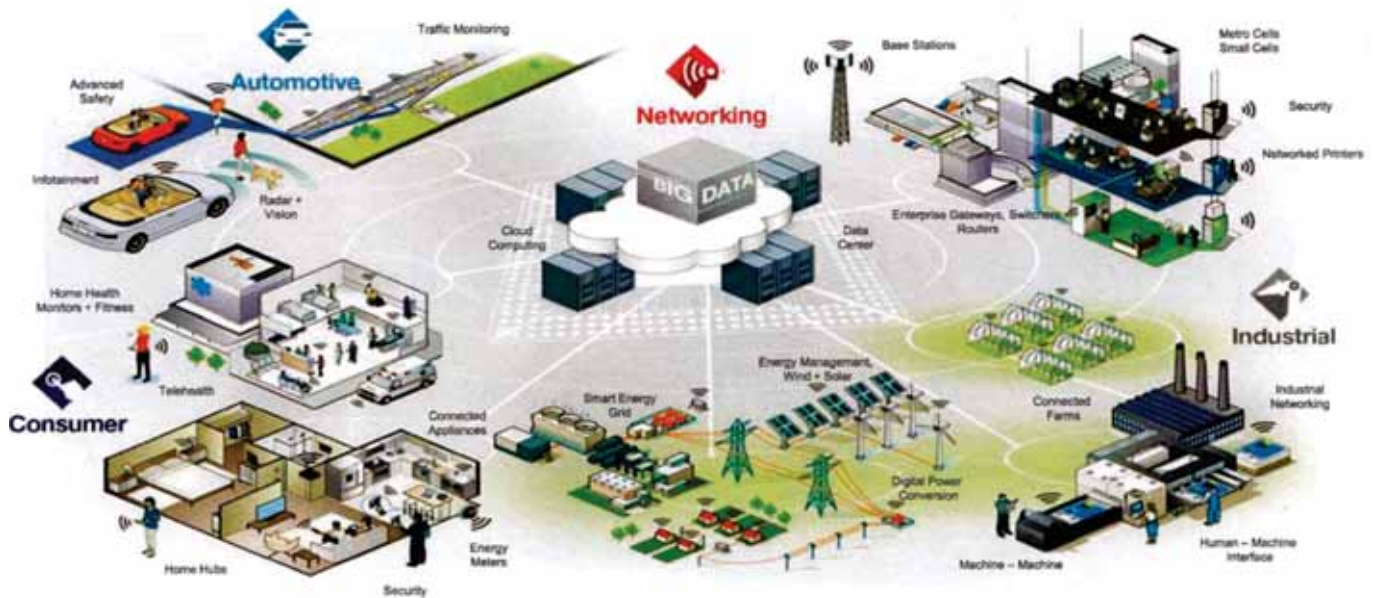 Traffic Monitoring
Automotive
Advanced
Safety
Infotainment
Radar +
Vision
Networking
BIG DATA
Cloud
Computing
Data
Center
Base Stations
Metro Cells
Small Cells
Security
Networked Printers
Enterprise Gateways, Switches,
Routers
Home Health
Monitors + Fitness
Telehealth
Consumer
Connected
Appliances
Home Hubs
Security
Energy
Meters
Smart Energy
Grid
Energy Management,
Wind + Solar
Digital Power
Conversion
Industrial
Connected
Farms
Industrial
Networking
Machine – Machine
Human – Machine
Interface